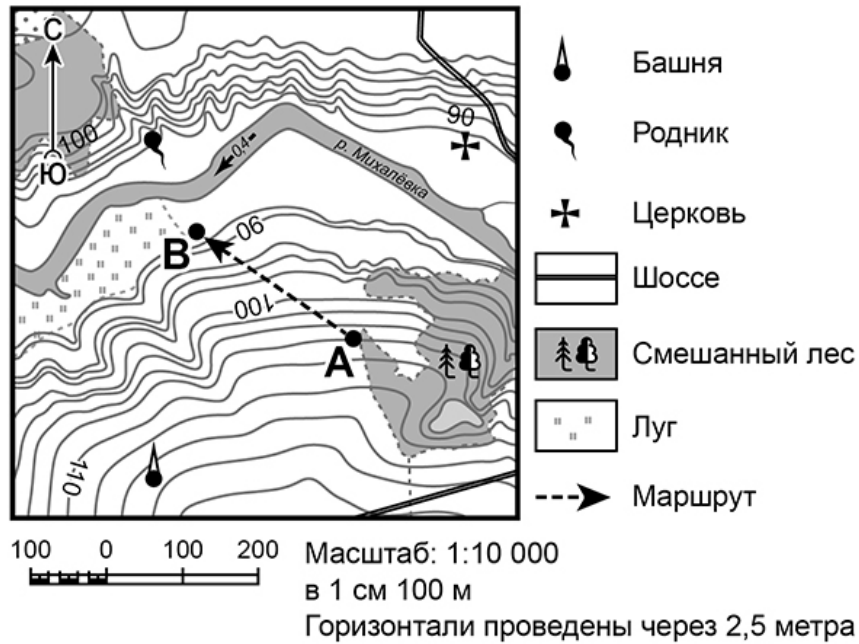 С
Ю
100
0,4
р. Михалёвка
90
В
90
100
А
110
Башня
Родник
Церковь
Шоссе
Смешанный лес
Луг
Маршрут
100 0 100 200
Масштаб: 1:10 000
в 1 см 100 м
Горизонтали проведены через 2,5 метра